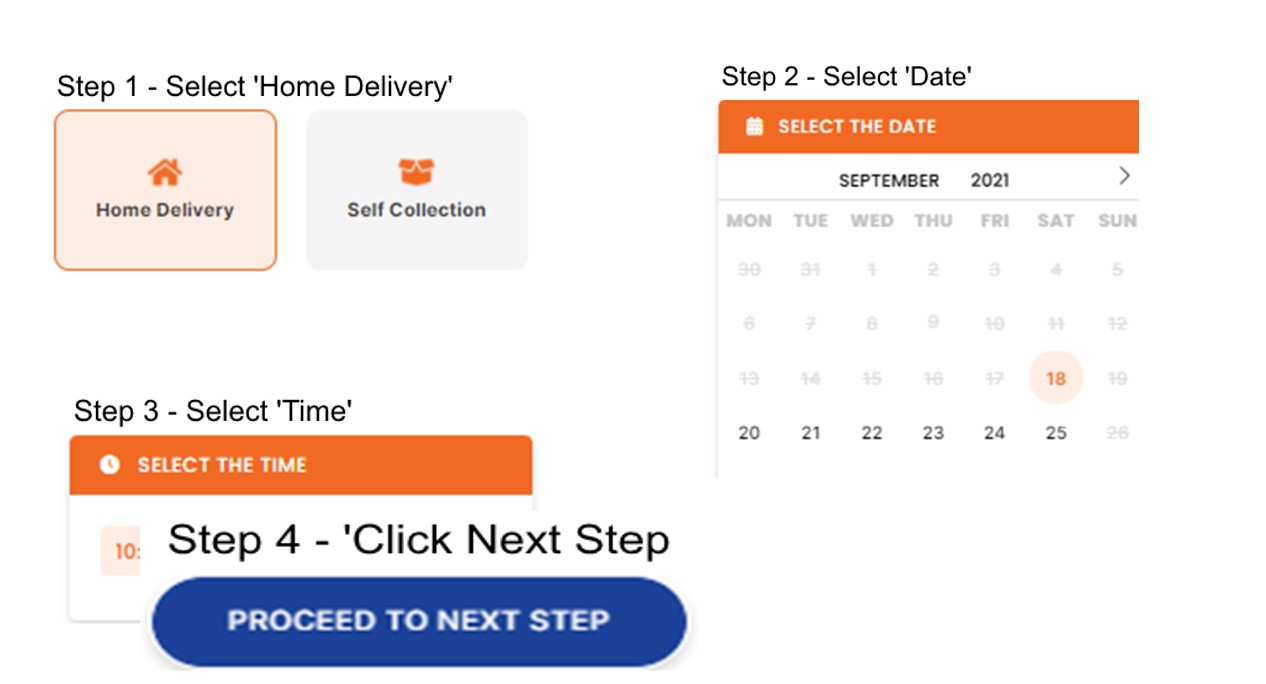 Step 1 - Select 'Home Delivery'
Home Delivery
Self Collection
Step 2 - Select 'Date'
SELECT THE DATE
SEPTEMBER 2021
MON TUE WED THU FRI SAT SUN
30 31 1 2 3 4 5
6 7 8 9 10 11 12
13 14 15 16 17 18 19
20 21 22 23 24 25 26
Step 3 - Select 'Time'
SELECT THE TIME
10:
Step 4 - 'Click Next Step
PROCEED TO NEXT STEP